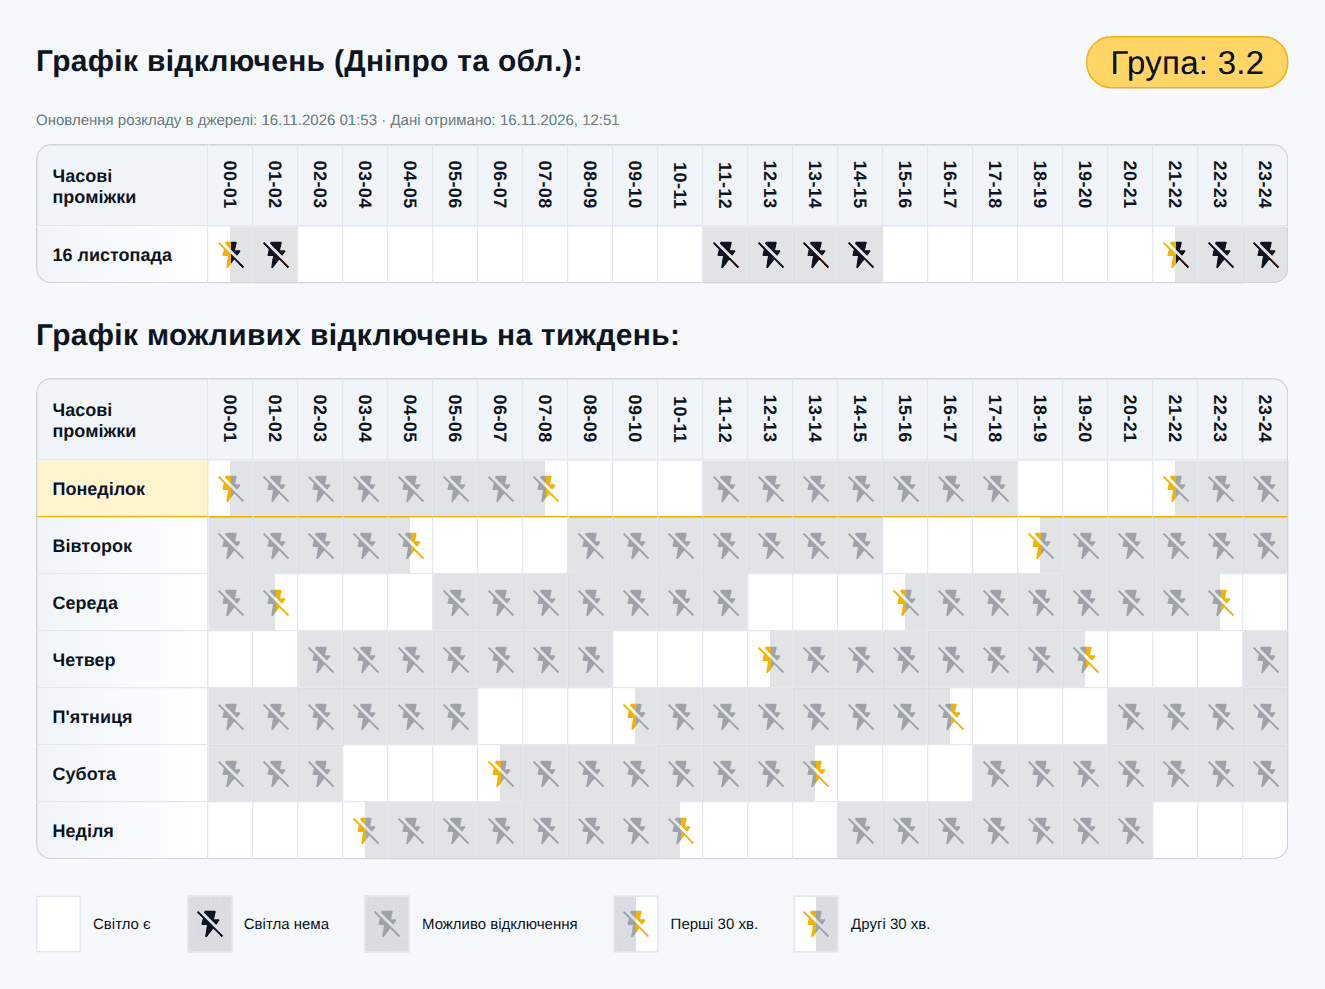 Графік відключень (Дніпро та обл.):
Група: 3.2
Оновлення розкладу в джерелі: 16.11.2026 01:53 · Дані отримано: 16.11.2026, 12:51
Часові
проміжки
00-01 01-02 02-03 03-04 04-05 05-06 06-07 07-08 08-09 09-10 10-11 11-12 12-13 13-14 14-15 15-16 16-17 17-18 18-19 19-20 20-21 21-22 22-23 23-24
16 листопада
Графік можливих відключень на тиждень:
Часові
проміжки
00-01 01-02 02-03 03-04 04-05 05-06 06-07 07-08 08-09 09-10 10-11 11-12 12-13 13-14 14-15 15-16 16-17 17-18 18-19 19-20 20-21 21-22 22-23 23-24
Понеділок
Вівторок
Середа
Четвер
П'ятниця
Субота
Неділя
Світло є
Світла нема
Можливо відключення
Перші 30 хв.
Другі 30 хв.